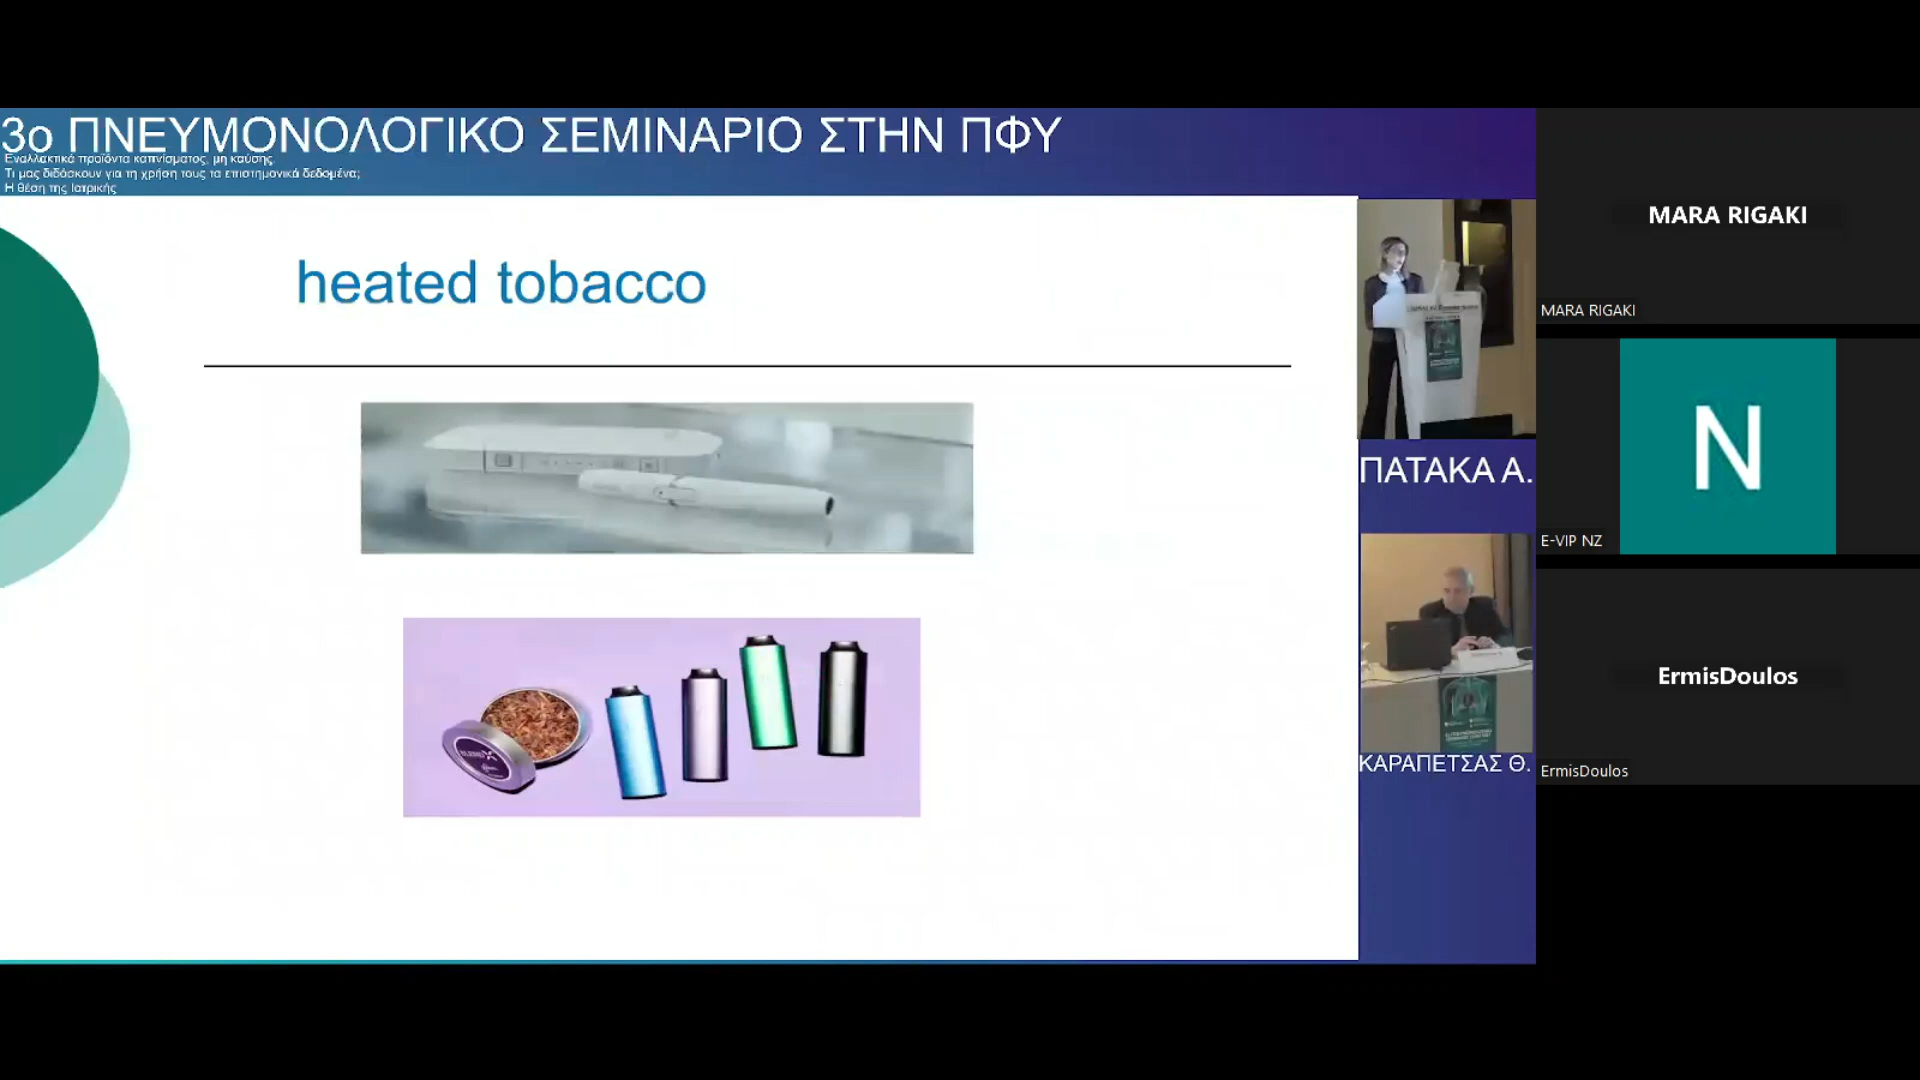 3ο ΠΝΕΥΜΟΝΟΛΟΓΙΚΟ ΣΕΜΙΝΑΡΙΟ ΣΤΗΝ ΠΦΥ
Εναλλακτικά προϊόντα καπνίσματος, μη καύσης.
Τι μας διδάσκουν για τη χρήση τους τα επιστημονικά δεδομένα;
Η θέση της Ιατρικής
heated tobacco
ΠΑΤΑΚΑ Α.
ΚΑΡΑΠΕΤΣΑΣ Θ.
MARA RIGAKI
MARA RIGAKI
N
E-VIP NZ
ErmisDoulos
ErmisDoulos